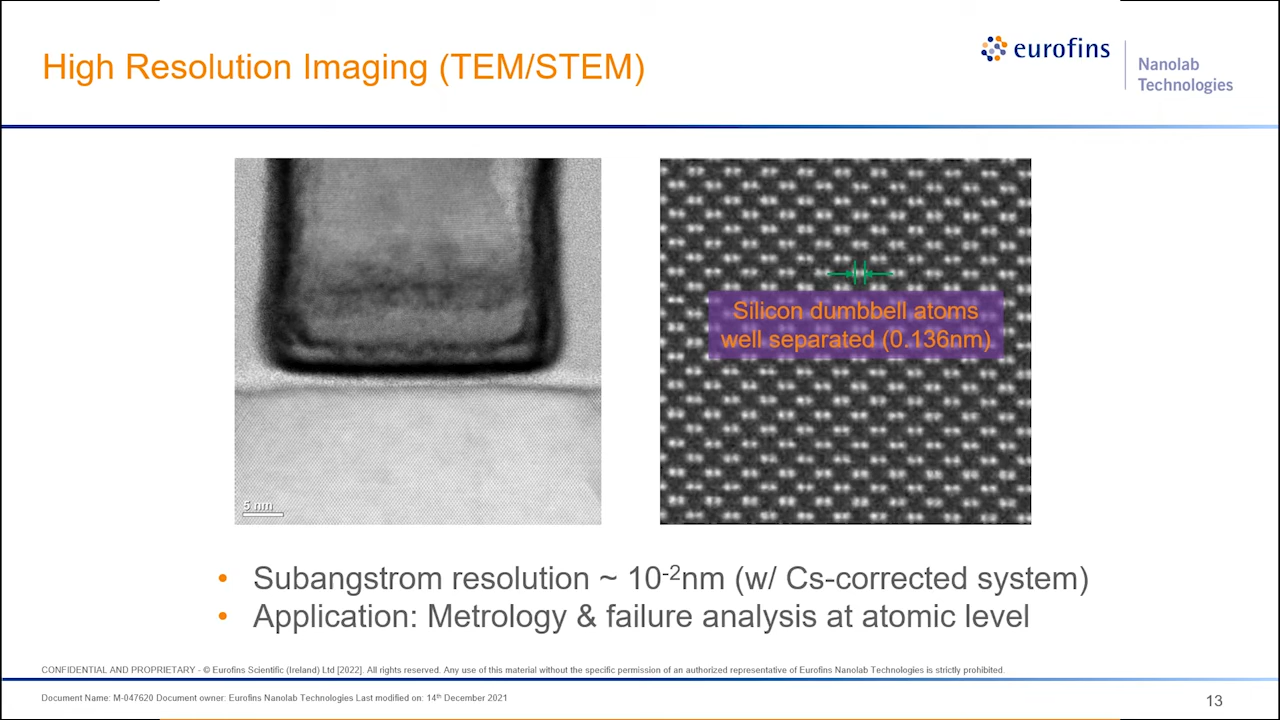 High Resolution Imaging (TEM/STEM)
eurofins
Nanolab
Technologies
5 nm
Silicon dumbbell atoms
well separated (0.136nm)
• Subangstrom resolution ~ 10⁻²nm (w/ Cs-corrected system)
• Application: Metrology & failure analysis at atomic level
CONFIDENTIAL AND PROPRIETARY - © Eurofins Scientific (Ireland) Ltd [2022]. All rights reserved. Any use of this material without the specific permission of an authorized representative of Eurofins Nanolab Technologies is strictly prohibited.
Document Name: M-047620 Document owner: Eurofins Nanolab Technologies Last modified on: 14th December 2021
13